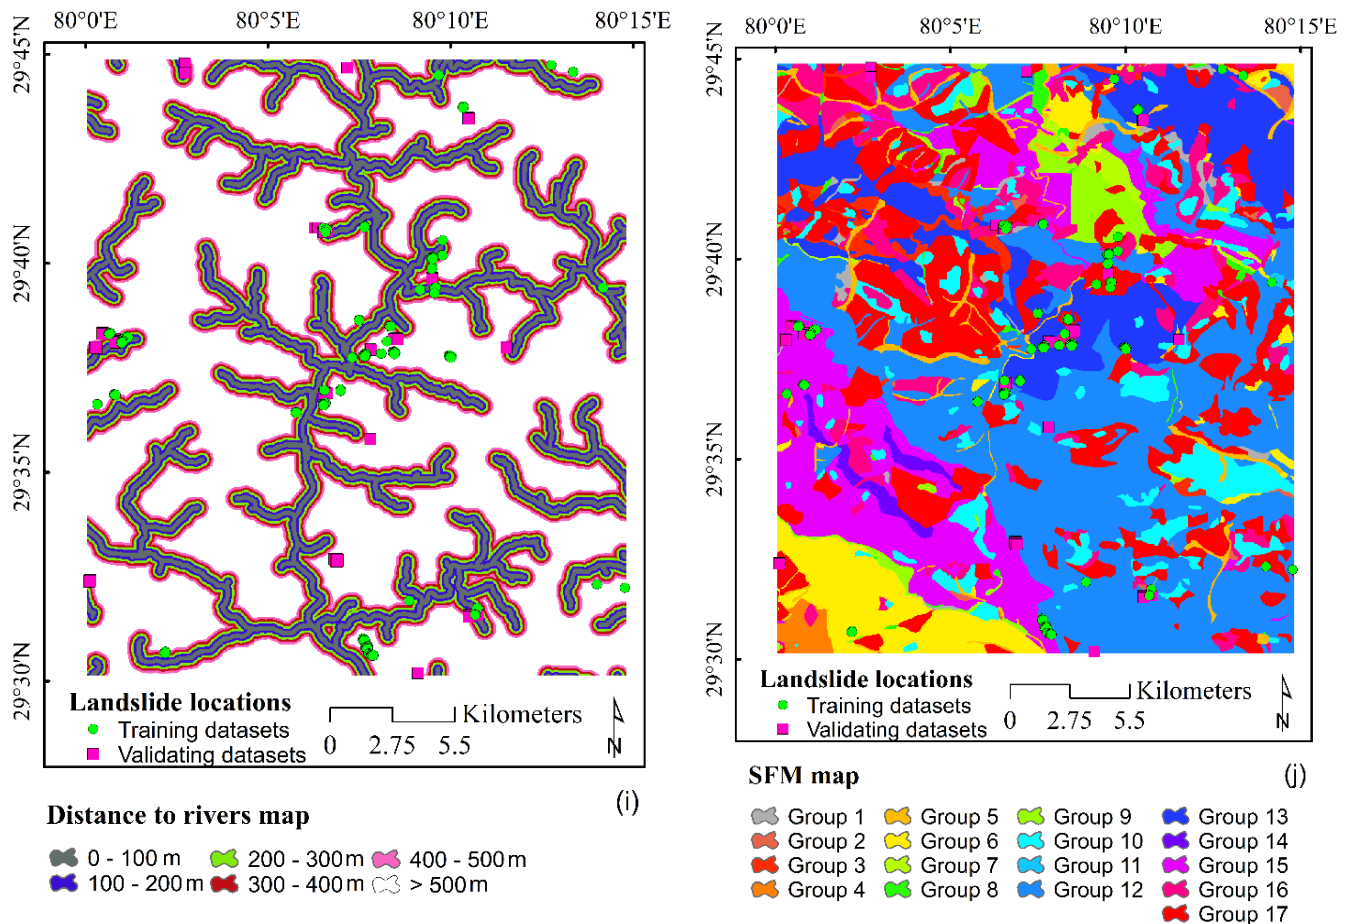 80°0'E 80°5'E 80°10'E 80°15'E
29°45'N
29°40'N
29°35'N
29°30'N
Landslide locations
Training datasets
Validating datasets
Kilometers
0 2.75 5.5
N
(i)
Distance to rivers map
0 - 100 m 200 - 300 m 400 - 500 m
100 - 200 m 300 - 400 m > 500 m
80°0'E 80°5'E 80°10'E 80°15'E
29°45'N
29°40'N
29°35'N
29°30'N
Landslide locations
Training datasets
Validating datasets
Kilometers
0 2.75 5.5
N
(j)
SFM map
Group 1 Group 5 Group 9 Group 13
Group 2 Group 6 Group 10 Group 14
Group 3 Group 7 Group 11 Group 15
Group 4 Group 8 Group 12 Group 16
Group 17